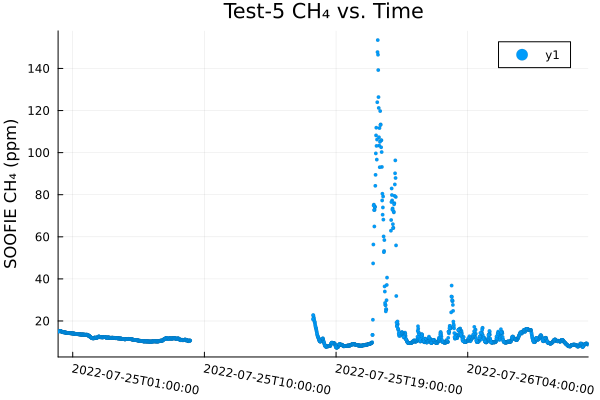 Test-5 CH₄ vs. Time
SOOFIE CH₄ (ppm)
140
120
100
80
60
40
20
y1
2022-07-25T01:00:00
2022-07-25T10:00:00
2022-07-25T19:00:00
2022-07-26T04:00:00